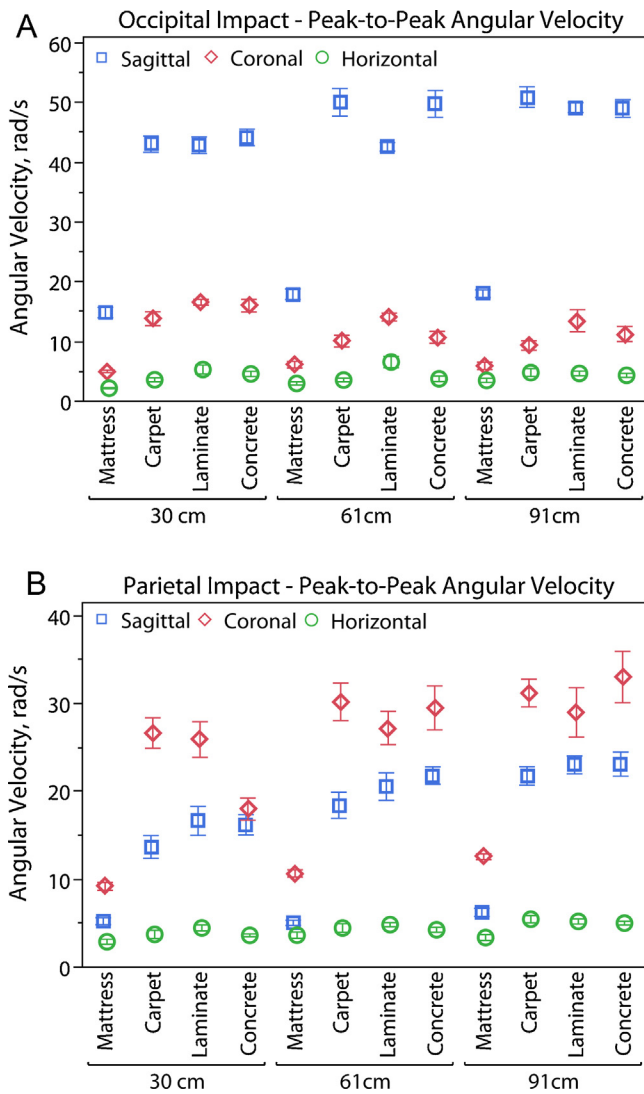 A
Occipital Impact - Peak-to-Peak Angular Velocity
Sagittal Coronal Horizontal
Angular Velocity, rad/s
60
50
40
30
20
10
0
Mattress Carpet Laminate Concrete Mattress Carpet Laminate Concrete Mattress Carpet Laminate Concrete
30 cm 61cm 91cm
B
Parietal Impact - Peak-to-Peak Angular Velocity
Sagittal Coronal Horizontal
Angular Velocity, rad/s
40
30
20
10
0
Mattress Carpet Laminate Concrete Mattress Carpet Laminate Concrete Mattress Carpet Laminate Concrete
30 cm 61cm 91cm